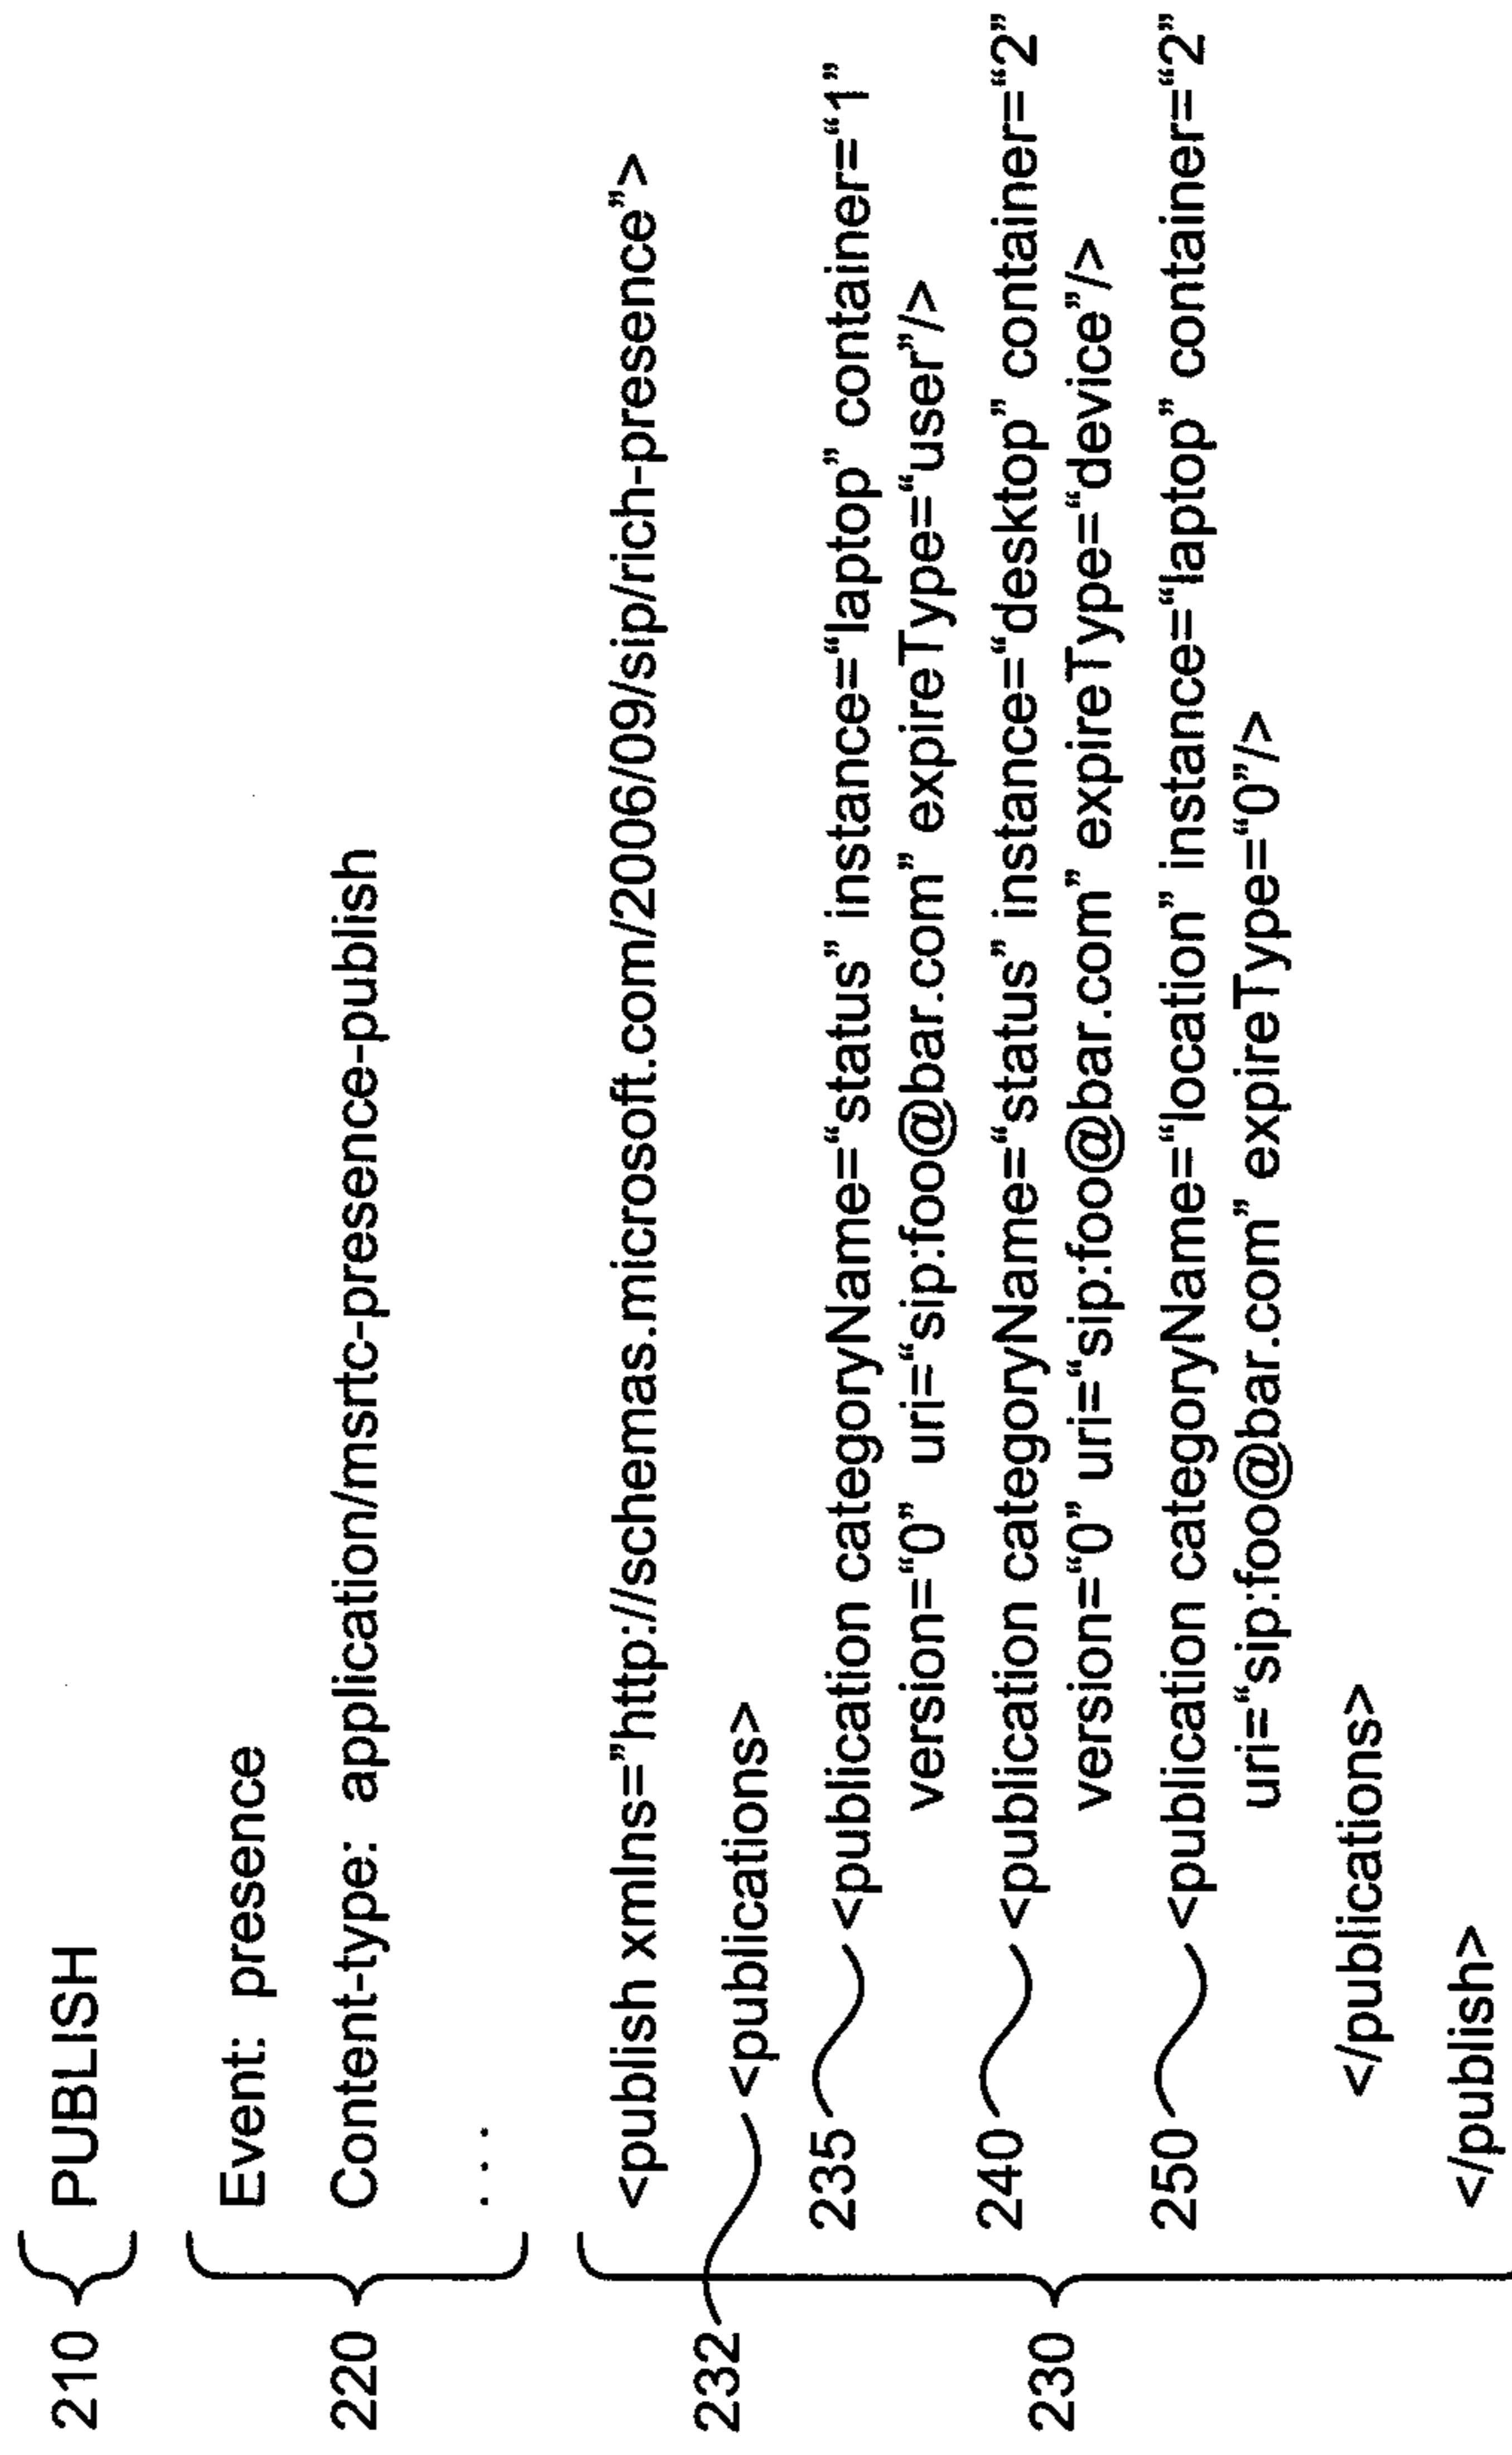 210 PUBLISH
Event: presence
220 Content-type: application/msrtc-presence-publish
. . .
<publish xmlns=”http://schemas.microsoft.com/2006/09/sip/rich-presence”>
232 <publications>
235 <publication categoryName=“status” instance=“laptop” container=“1”
version=“0” uri=“sip:foo@bar.com” expireType=“user”/>
240 <publication categoryName=“status” instance=“desktop” container=“2”
version=“0” uri=“sip:foo@bar.com” expireType=“device”/>
230
250 <publication categoryName=“location” instance=“laptop” container=“2”
uri=“sip:foo@bar.com” expireType=“0”/>
</publications>
</publish>